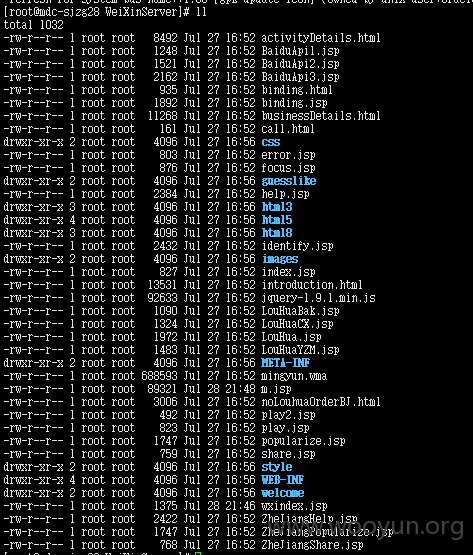 [root@mdc-sjzg28 WeiXinServer]# ll
total 1032
-rw-r--r-- 1 root root 8492 Jul 27 16:52 activityDetails.html
-rw-r--r-- 1 root root 1248 Jul 27 16:52 BaiduApi1.jsp
-rw-r--r-- 1 root root 1521 Jul 27 16:52 BaiduApi2.jsp
-rw-r--r-- 1 root root 2162 Jul 27 16:52 BaiduApi3.jsp
-rw-r--r-- 1 root root 935 Jul 27 16:52 binding.html
-rw-r--r-- 1 root root 1892 Jul 27 16:52 binding.jsp
-rw-r--r-- 1 root root 11268 Jul 27 16:52 businessDetails.html
-rw-r--r-- 1 root root 161 Jul 27 16:52 call.html
drwxr-xr-x 2 root root 4096 Jul 27 16:56 css
-rw-r--r-- 1 root root 803 Jul 27 16:52 error.jsp
-rw-r--r-- 1 root root 876 Jul 27 16:52 focus.jsp
drwxr-xr-x 2 root root 4096 Jul 27 16:56 guesslike
-rw-r--r-- 1 root root 2384 Jul 27 16:52 help.jsp
drwxr-xr-x 3 root root 4096 Jul 27 16:56 html3
drwxr-xr-x 4 root root 4096 Jul 27 16:56 html5
drwxr-xr-x 3 root root 4096 Jul 27 16:56 html8
-rw-r--r-- 1 root root 2432 Jul 27 16:52 identify.jsp
drwxr-xr-x 2 root root 4096 Jul 27 16:56 images
-rw-r--r-- 1 root root 827 Jul 27 16:52 index.jsp
-rw-r--r-- 1 root root 13531 Jul 27 16:52 introduction.html
-rw-r--r-- 1 root root 92633 Jul 27 16:52 jquery-1.9.1.min.js
-rw-r--r-- 1 root root 1090 Jul 27 16:52 LouHuaBak.jsp
-rw-r--r-- 1 root root 1324 Jul 27 16:52 LouHuaCX.jsp
-rw-r--r-- 1 root root 1972 Jul 27 16:52 LouHua.jsp
-rw-r--r-- 1 root root 1483 Jul 27 16:52 LouHuaYZM.jsp
drwxr-xr-x 2 root root 4096 Jul 27 16:56 META-INF
-rw-r--r-- 1 root root 688593 Jul 27 16:52 mingyun.wma
-rw-r--r-- 1 root root 89321 Jul 28 21:48 m.jsp
-rw-r--r-- 1 root root 3006 Jul 27 16:52 noLouhuaOrderBJ.html
-rw-r--r-- 1 root root 492 Jul 27 16:52 play2.jsp
-rw-r--r-- 1 root root 823 Jul 27 16:52 play.jsp
-rw-r--r-- 1 root root 1747 Jul 27 16:52 popularize.jsp
-rw-r--r-- 1 root root 759 Jul 27 16:52 share.jsp
drwxr-xr-x 2 root root 4096 Jul 27 16:56 style
drwxr-xr-x 4 root root 4096 Jul 27 16:56 WEB-INF
drwxr-xr-x 2 root root 4096 Jul 27 16:56 welcome
-rw-r--r-- 1 root root 1375 Jul 28 21:46 wxindex.jsp
-rw-r--r-- 1 root root 2422 Jul 27 16:52 ZheJiangHelp.jsp
-rw-r--r-- 1 root root 1747 Jul 27 16:52 ZheJiangPopularize.jsp
-rw-r--r-- 1 root root 768 Jul 27 16:52 ZheJiangShare.jsp